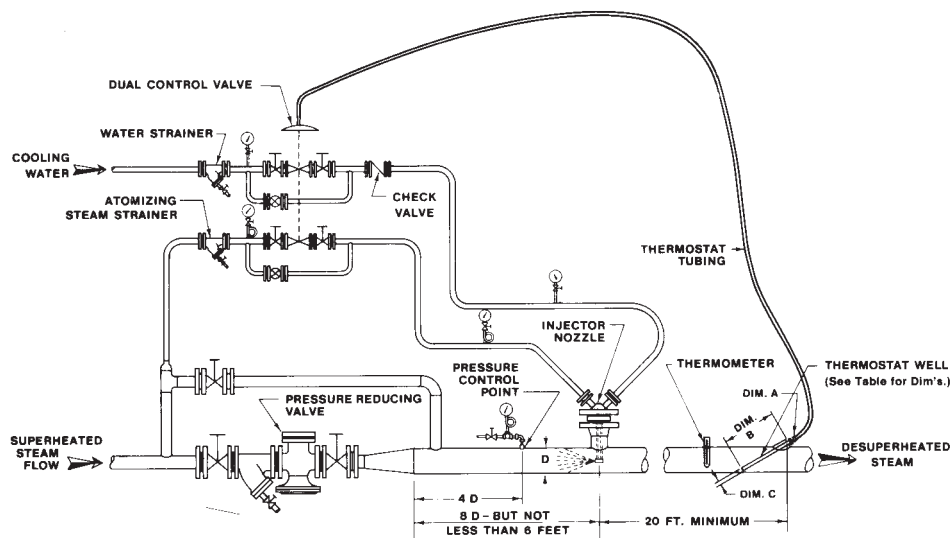 DUAL CONTROL VALVE
WATER STRAINER
COOLING
WATER
ATOMIZING
STEAM STRAINER
CHECK
VALVE
THERMOSTAT
TUBING
INJECTOR
NOZZLE
THERMOMETER
THERMOSTAT WELL
(See Table for Dim's.)
PRESSURE
CONTROL
POINT
DIM. A
DIM.
B
PRESSURE REDUCING
VALVE
SUPERHEATED
STEAM
FLOW
D
DESUPERHEATED
STEAM
DIM. C
4 D
8 D - BUT NOT
LESS THAN 6 FEET
20 FT. MINIMUM